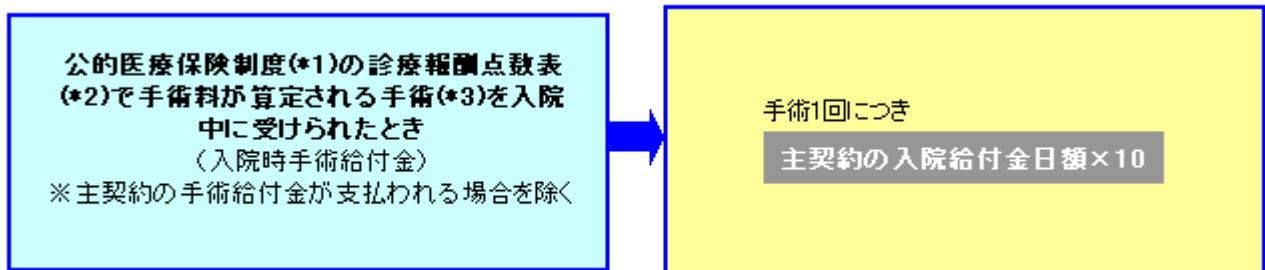 公的医療保険制度(*1)の診療報酬点数表
(*2)で手術料が算定される手術(*3)を入院
中に受けられたとき
（入院時手術給付金）
※主契約の手術給付金が支払われる場合を除く
手術1回につき
主契約の入院給付金日額×10